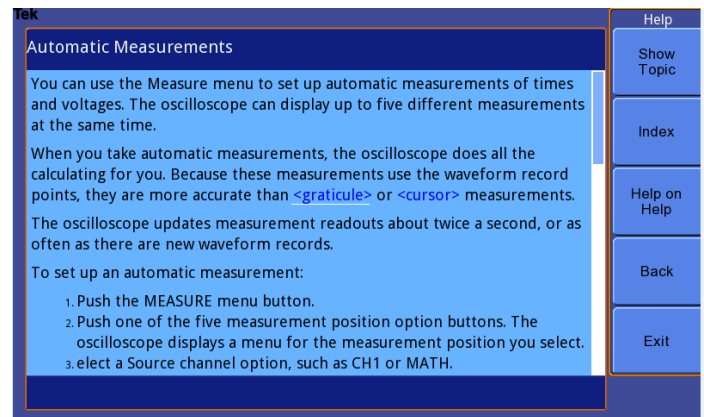 Tek
Help
Automatic Measurements
You can use the Measure menu to set up automatic measurements of times
and voltages. The oscilloscope can display up to five different measurements
at the same time.
When you take automatic measurements, the oscilloscope does all the
calculating for you. Because these measurements use the waveform record
points, they are more accurate than <graticule> or <cursor> measurements.
The oscilloscope updates measurement readouts about twice a second, or as
often as there are new waveform records.
To set up an automatic measurement:
1. Push the MEASURE menu button.
2. Push one of the five measurement position option buttons. The
oscilloscope displays a menu for the measurement position you select.
3. elect a Source channel option, such as CH1 or MATH.
Show
Topic
Index
Help on
Help
Back
Exit